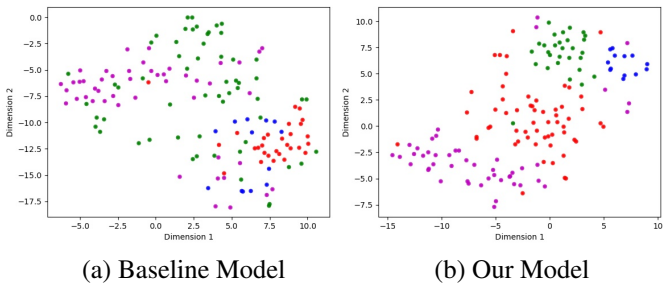 0.0
−2.5
−5.0
−7.5
−10.0
−12.5
−15.0
−17.5
Dimension 2
−5.0 −2.5 0.0 2.5 5.0 7.5 10.0
Dimension 1
(a) Baseline Model
10.0
7.5
5.0
2.5
0.0
−2.5
−5.0
−7.5
Dimension 2
−15 −10 −5 0 5 10
Dimension 1
(b) Our Model